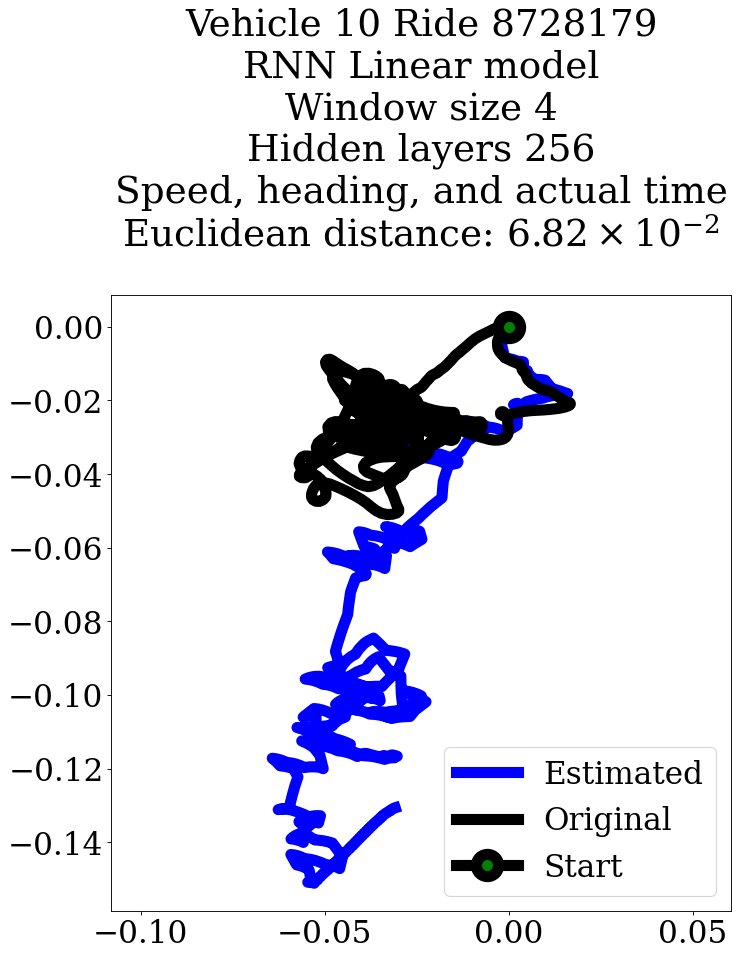 Vehicle 10 Ride 8728179
RNN Linear model
Window size 4
Hidden layers 256
Speed, heading, and actual time
Euclidean distance: 6.82 × 10⁻²
0.00
−0.02
−0.04
−0.06
−0.08
−0.10
−0.12
−0.14
Estimated
Original
Start
−0.10 −0.05 0.00 0.05